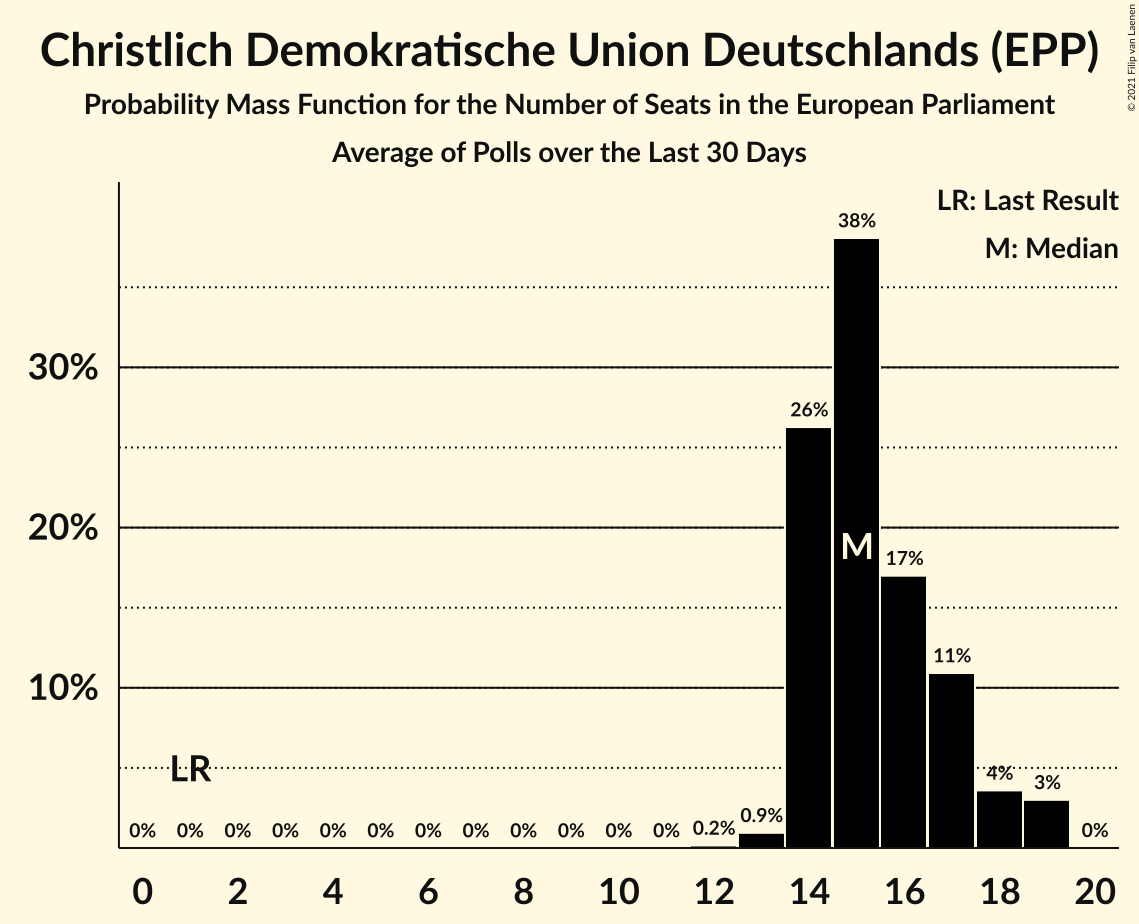 Christlich Demokratische Union Deutschlands (EPP)
Probability Mass Function for the Number of Seats in the European Parliament
Average of Polls over the Last 30 Days
© 2021 Filip van Laenen
LR: Last Result
M: Median
38%
30%
26%
20%
M
17%
11%
10%
LR
4%
3%
0% 0% 0% 0% 0% 0% 0% 0% 0% 0% 0% 0% 0.2% 0.9% 0%
0 2 4 6 8 10 12 14 16 18 20